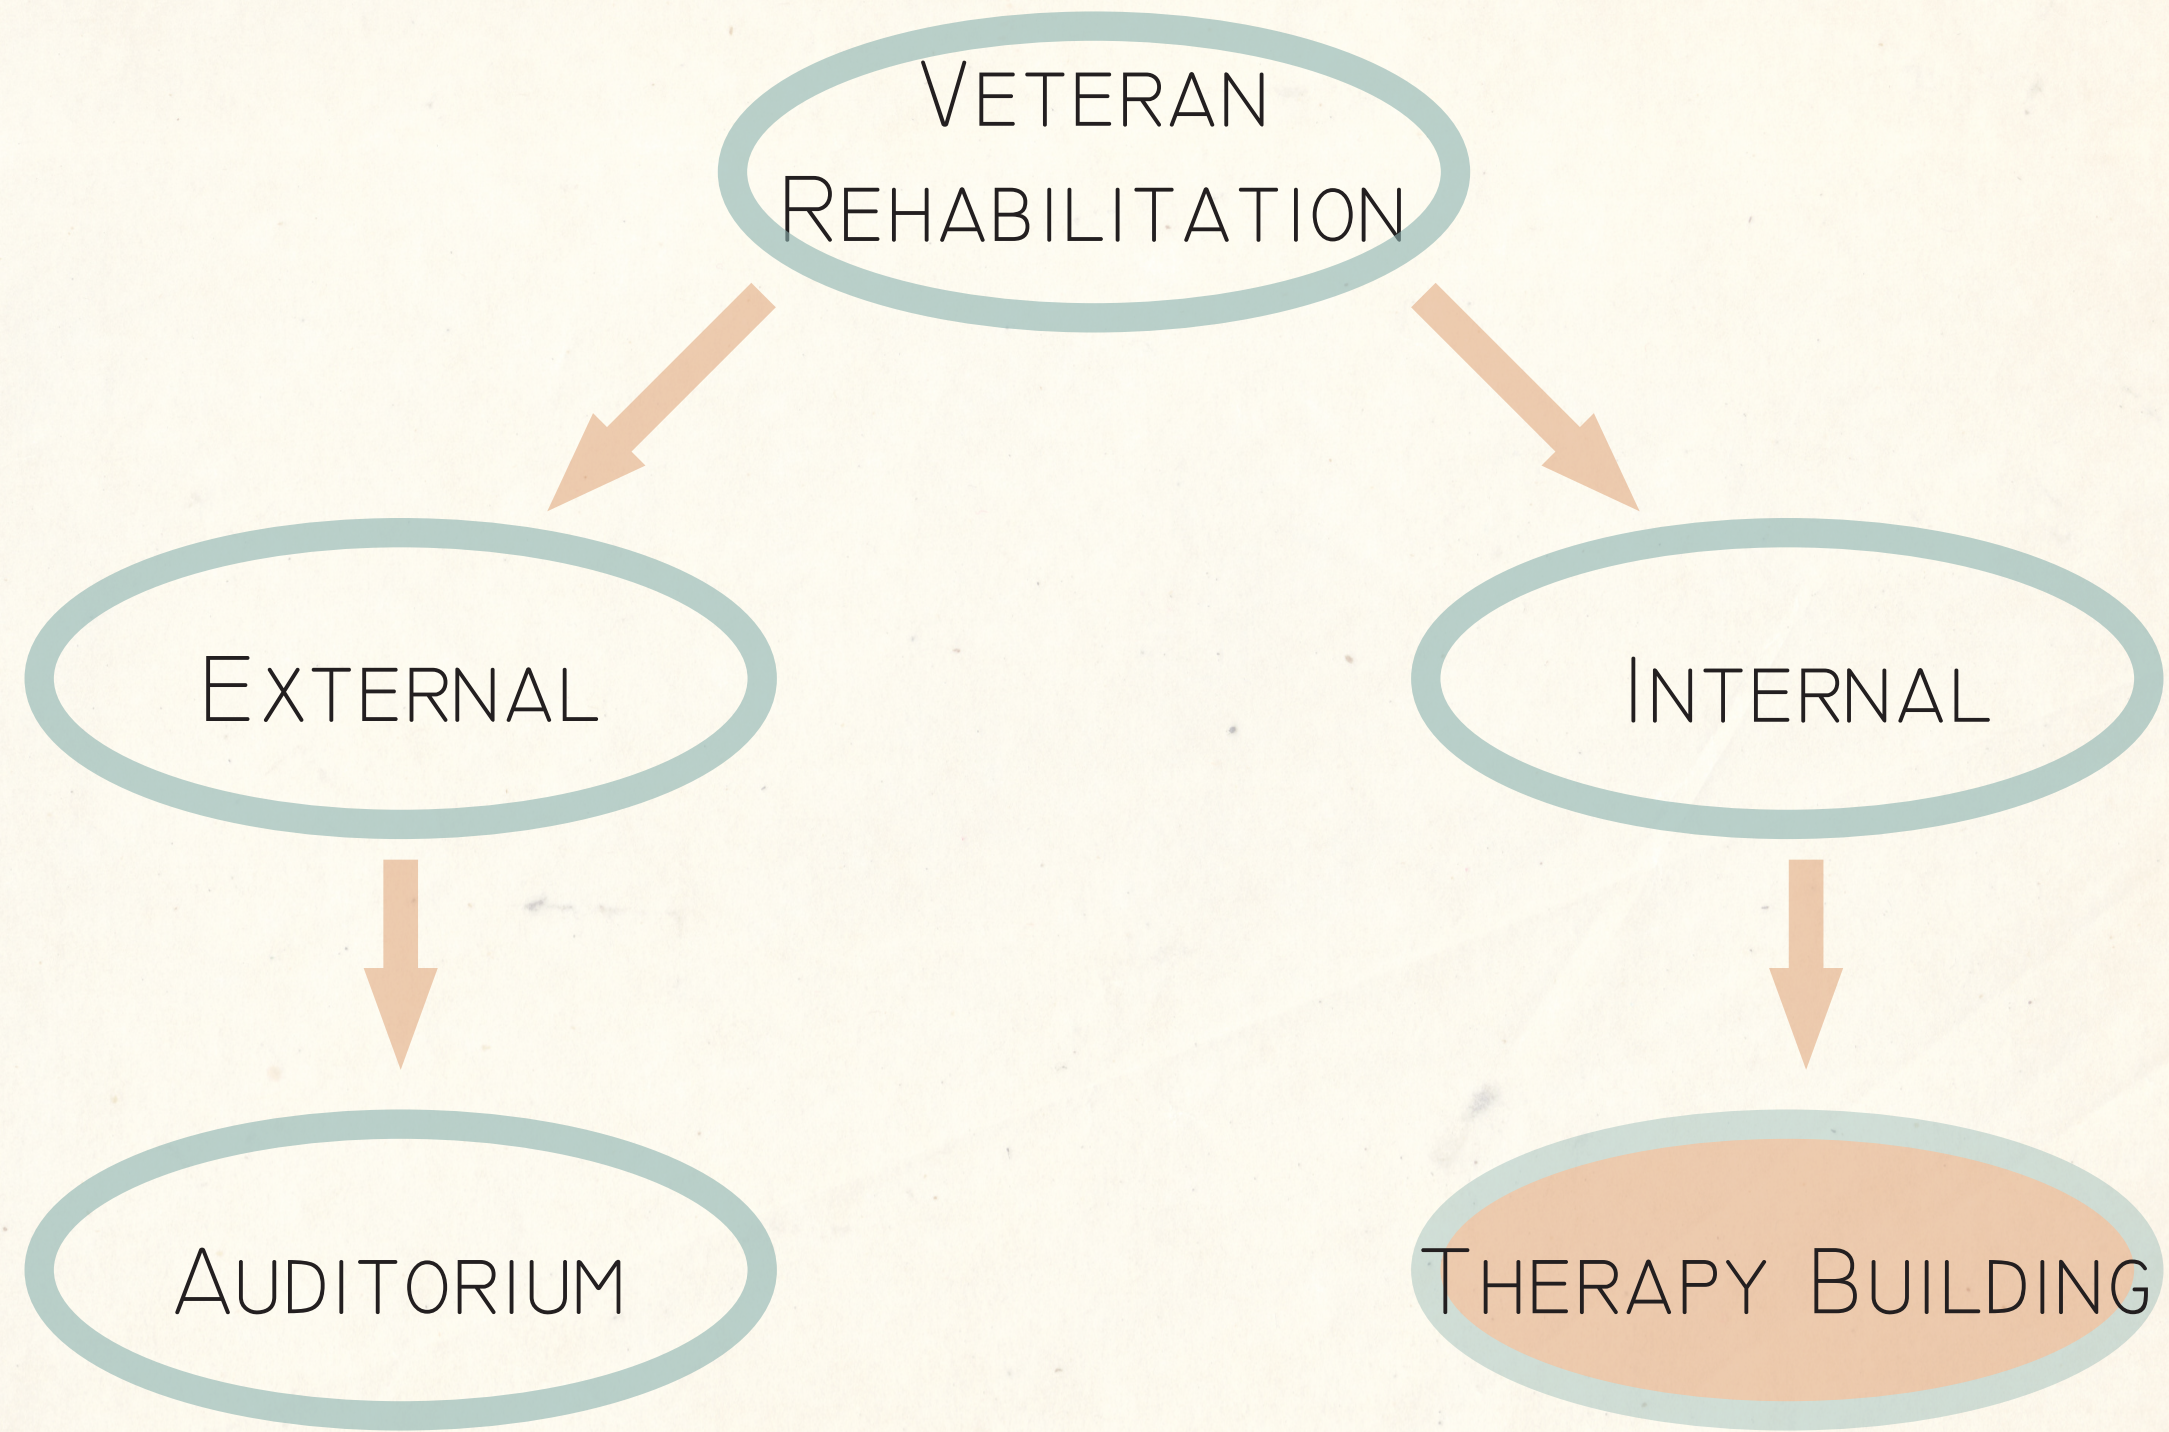 Veteran
Rehabilitation
External
Internal
Auditorium
Therapy Building